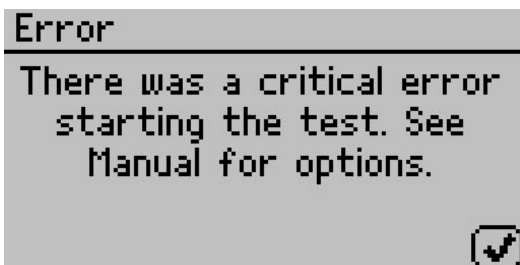 Error
There was a critical error
starting the test. See
Manual for options.